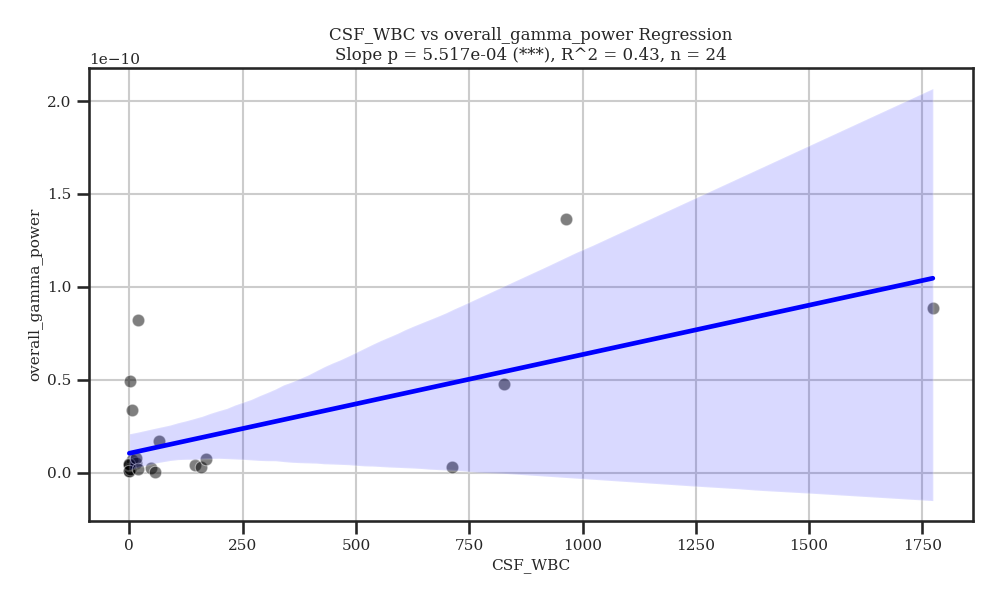 CSF_WBC vs overall_gamma_power Regression
Slope p = 5.517e-04 (***), R^2 = 0.43, n = 24
1e−10
2.0
1.5
1.0
0.5
0.0
overall_gamma_power
0 250 500 750 1000 1250 1500 1750
CSF_WBC